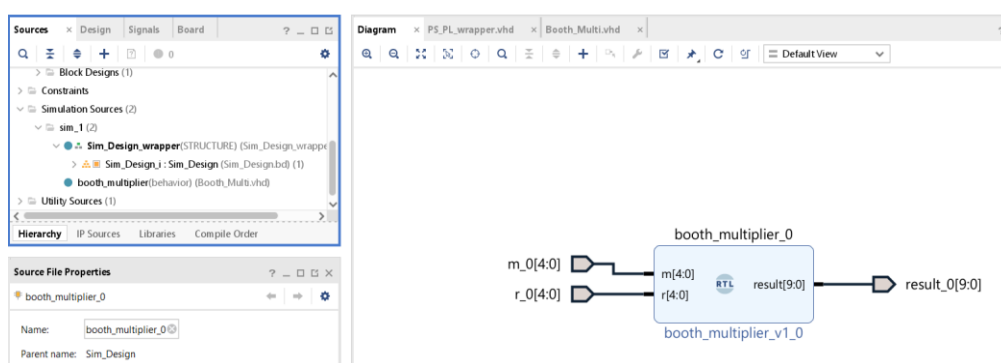 Sources × Design Signals Board ? _ □
0
Block Designs (1)
Constraints
Simulation Sources (2)
sim_1 (2)
Sim_Design_wrapper(STRUCTURE) (Sim_Design_wrappe
Sim_Design_i : Sim_Design (Sim_Design.bd) (1)
booth_multiplier(behavior) (Booth_Multi.vhd)
Utility Sources (1)
Hierarchy IP Sources Libraries Compile Order
Source File Properties ? _ □ ×
booth_multiplier_0
Name: booth_multiplier_0
Parent name: Sim_Design
Diagram × PS_PL_wrapper.vhd × Booth_Multi.vhd ×
Default View
booth_multiplier_0
m_0[4:0]
r_0[4:0]
m[4:0]
r[4:0]
RTL
result[9:0]
result_0[9:0]
booth_multiplier_v1_0